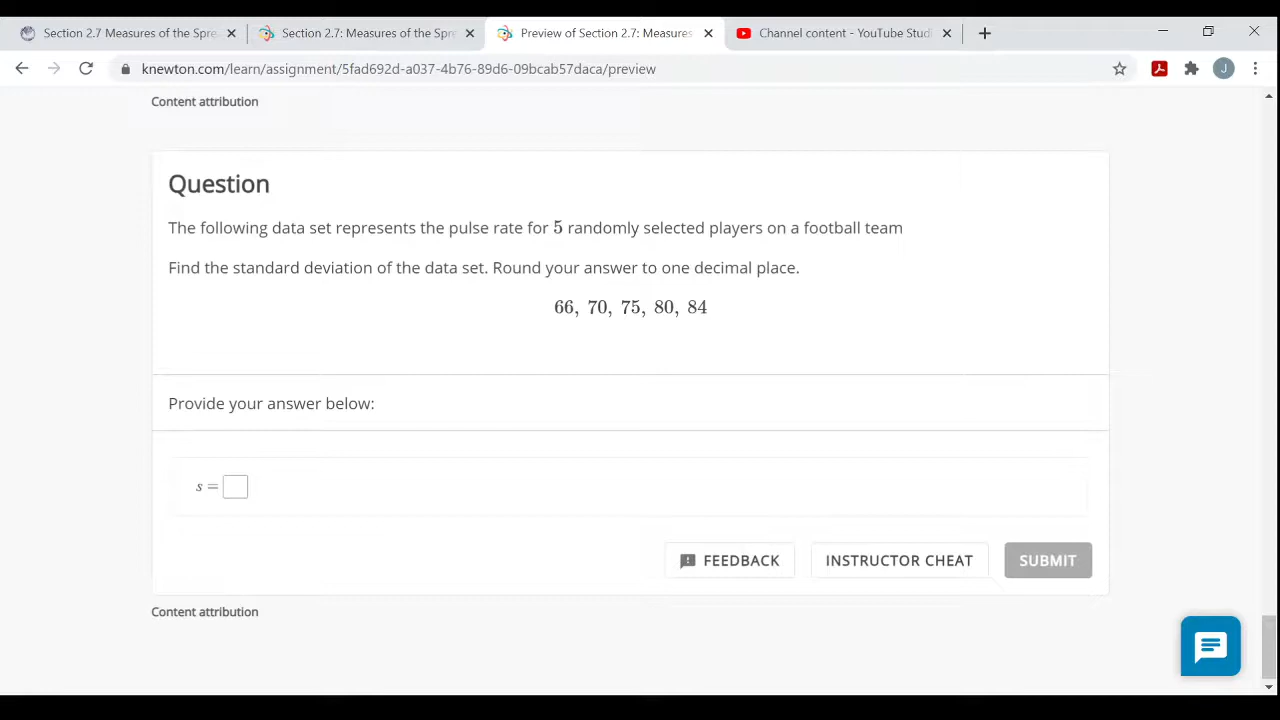 Section 2.7 Measures of the Spre
Section 2.7: Measures of the Spre
Preview of Section 2.7: Measures
Channel content - YouTube Stud
knewton.com/learn/assignment/5fad692d-a037-4b76-89d6-09bcab57daca/preview
J
Content attribution
Question
The following data set represents the pulse rate for 5 randomly selected players on a football team
Find the standard deviation of the data set. Round your answer to one decimal place.
66, 70, 75, 80, 84
Provide your answer below:
s =
FEEDBACK
INSTRUCTOR CHEAT
SUBMIT
Content attribution